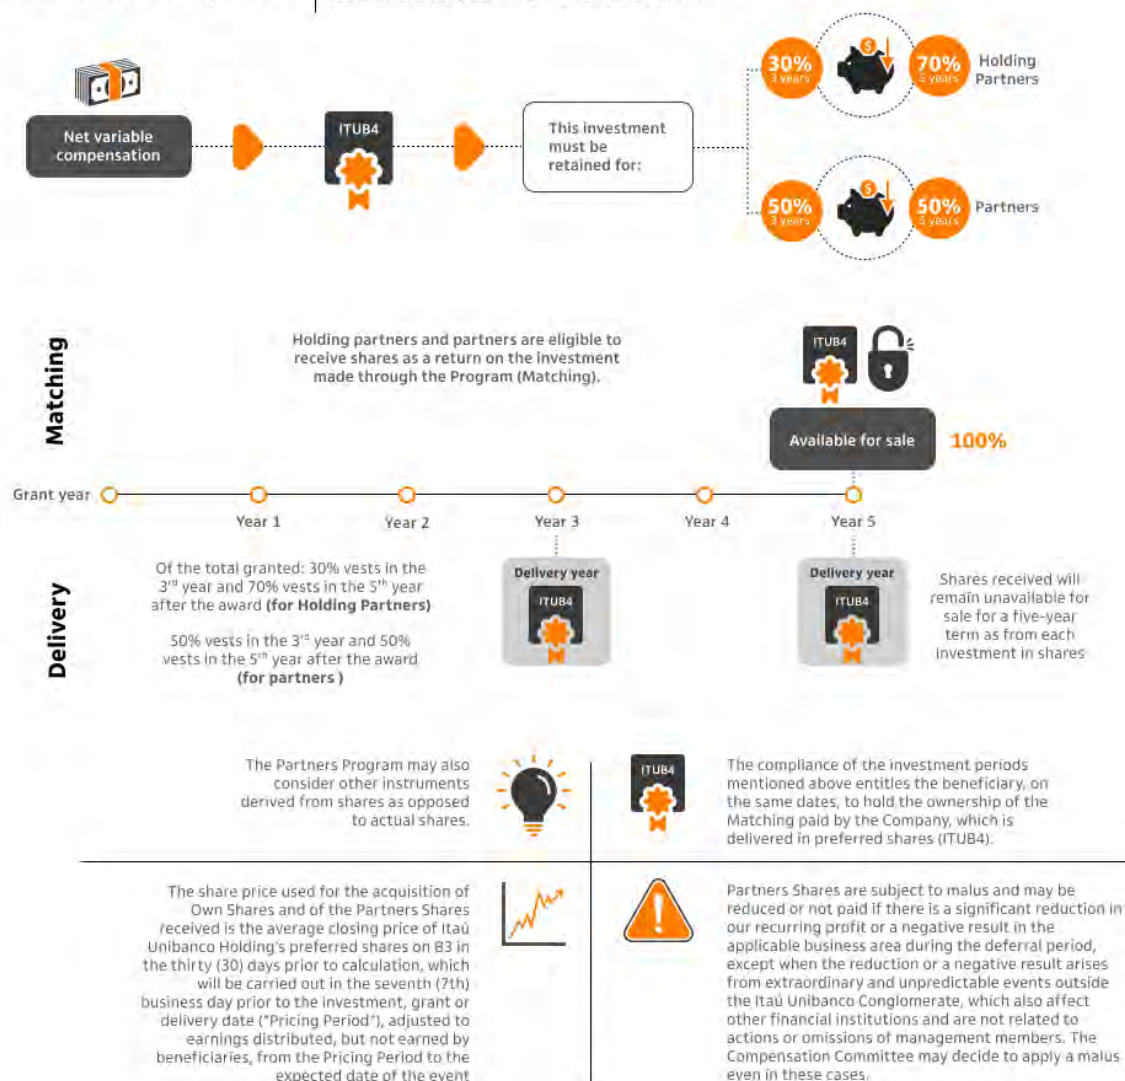 Net variable
compensation
ITUB4
This investment
must be
retained for:
30%
3 years
$
70%
5 years
Holding
Partners
50%
3 years
$
50%
5 years
Partners
Matching
Holding partners and partners are eligible to
receive shares as a return on the investment
made through the Program (Matching).
ITUB4
Available for sale
100%
Grant year
Year 1
Year 2
Year 3
Year 4
Year 5
Delivery
Of the total granted: 30% vests in the
3rd year and 70% vests in the 5th year
after the award (for Holding Partners)
50% vests in the 3rd year and 50%
vests in the 5th year after the award
(for partners )
Delivery year
ITUB4
Delivery year
ITUB4
Shares received will
remain unavailable for
sale for a five-year
term as from each
investment in shares
The Partners Program may also
consider other instruments
derived from shares as opposed
to actual shares.
ITUB4
The compliance of the investment periods
mentioned above entitles the beneficiary, on
the same dates, to hold the ownership of the
Matching paid by the Company, which is
delivered in preferred shares (ITUB4).
The share price used for the acquisition of
Own Shares and of the Partners Shares
received is the average closing price of Itaú
Unibanco Holding's preferred shares on B3 in
the thirty (30) days prior to calculation, which
will be carried out in the seventh (7th)
business day prior to the investment, grant or
delivery date ("Pricing Period"), adjusted to
earnings distributed, but not earned by
beneficiaries, from the Pricing Period to the
expected date of the event
Partners Shares are subject to malus and may be
reduced or not paid if there is a significant reduction in
our recurring profit or a negative result in the
applicable business area during the deferral period,
except when the reduction or a negative result arises
from extraordinary and unpredictable events outside
the Itaú Unibanco Conglomerate, which also affect
other financial institutions and are not related to
actions or omissions of management members. The
Compensation Committee may decide to apply a malus
even in these cases.